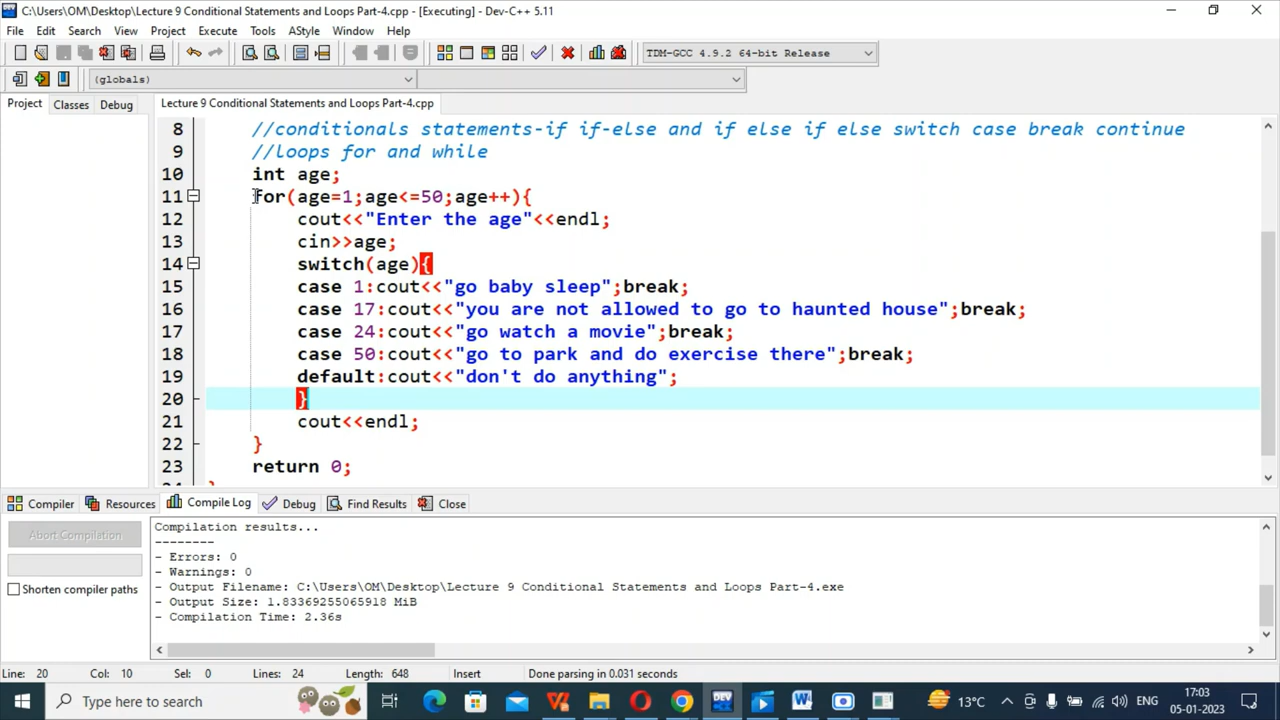 C:\Users\OM\Desktop\Lecture 9 Conditional Statements and Loops Part-4.cpp - [Executing] - Dev-C++ 5.11
File Edit Search View Project Execute Tools AStyle Window Help
TDM-GCC 4.9.2 64-bit Release
(globals)
Project Classes Debug
Lecture 9 Conditional Statements and Loops Part-4.cpp
8 //conditionals statements-if if-else and if else if else switch case break continue
9 //loops for and while
10 int age;
11 for(age=1;age<=50;age++){
12 cout<<"Enter the age"<<endl;
13 cin>>age;
14 switch(age){
15 case 1:cout<<"go baby sleep";break;
16 case 17:cout<<"you are not allowed to go to haunted house";break;
17 case 24:cout<<"go watch a movie";break;
18 case 50:cout<<"go to park and do exercise there";break;
19 default:cout<<"don't do anything";
20 }
21 cout<<endl;
22 }
23 return 0;
Compiler Resources Compile Log Debug Find Results Close
Abort Compilation
Shorten compiler paths
Compilation results...
--------
- Errors: 0
- Warnings: 0
- Output Filename: C:\Users\OM\Desktop\Lecture 9 Conditional Statements and Loops Part-4.exe
- Output Size: 1.83369255065918 MiB
- Compilation Time: 2.36s
Line: 20 Col: 10 Sel: 0 Lines: 24 Length: 648 Insert Done parsing in 0.031 seconds
Type here to search
DEV
13°C
ENG
17:03
05-01-2023